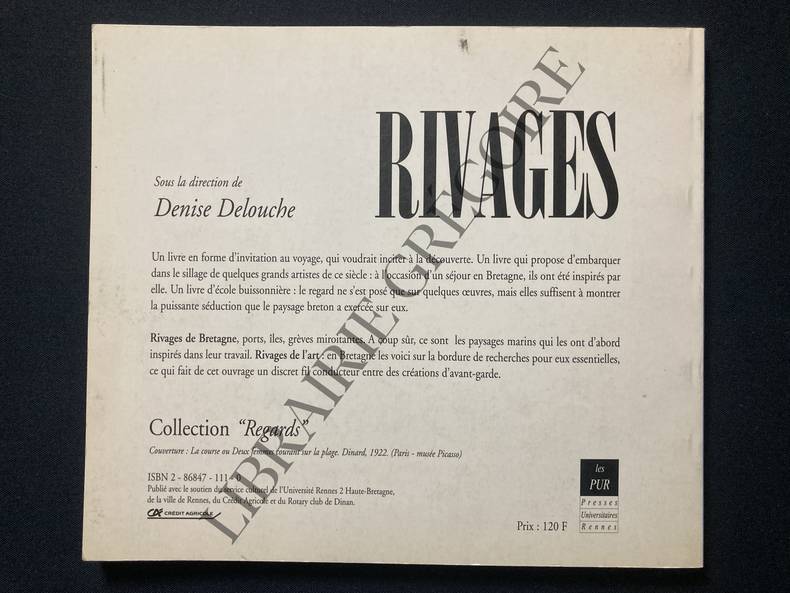 RIVAGES
Sous la direction de
Denise Delouche
Un livre en forme d'invitation au voyage, qui voudrait inciter à la découverte. Un livre qui propose d'embarquer
dans le sillage de quelques grands artistes de ce siècle : à l'occasion d'un séjour en Bretagne, ils ont été inspirés par
elle. Un livre d'école buissonnière : le regard ne s'est posé que sur quelques œuvres, mais elles suffisent à montrer
la puissante séduction que le paysage breton a exercée sur eux.
Rivages de Bretagne, ports, îles, grèves miroitantes. A coup sûr, ce sont les paysages marins qui les ont d'abord
inspirés dans leur travail. Rivages de l'art : en Bretagne les voici sur la bordure de recherches pour eux essentielles,
ce qui fait de cet ouvrage un discret fil conducteur entre des créations d'avant-garde.
Collection "Regards"
Couverture : La course ou Deux femmes courant sur la plage. Dinard, 1922. (Paris - musée Picasso)
ISBN 2 - 86847 - 111 - 0
Publié avec le soutien du service culturel de l'Université Rennes 2 Haute-Bretagne,
de la ville de Rennes, du Crédit Agricole et du Rotary club de Dinan.
CA CRÉDIT AGRICOLE
Prix : 120 F
les
PUR
Presses
Universitaires
Rennes
LIBRAIRIE GRÉGOIRE